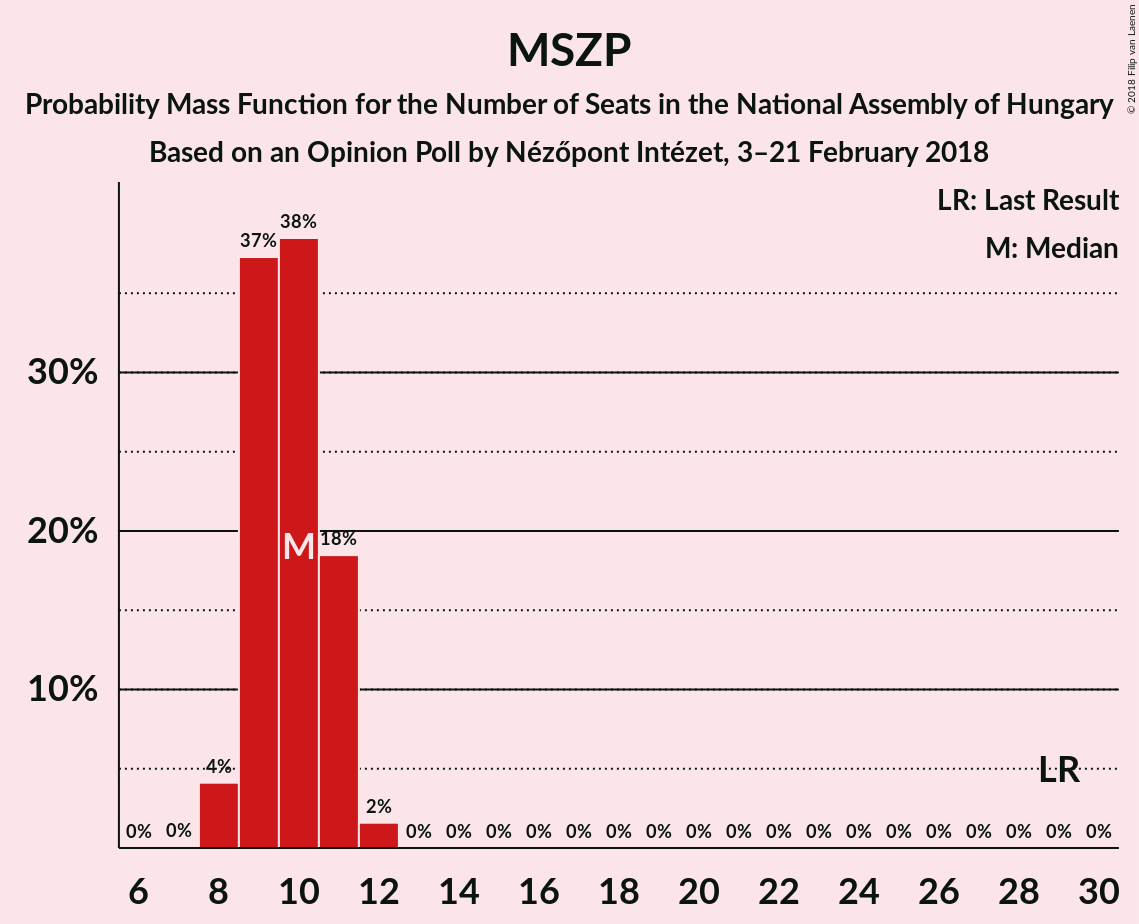 MSZP
Probability Mass Function for the Number of Seats in the National Assembly of Hungary
Based on an Opinion Poll by Nézőpont Intézet, 3–21 February 2018
© 2018 Filip van Laenen
LR: Last Result
M: Median
38%
37%
30%
20%
M
18%
10%
4%
LR
2%
0% 0% 0% 0% 0% 0% 0% 0% 0% 0% 0% 0% 0% 0% 0% 0% 0% 0% 0% 0%
6 8 10 12 14 16 18 20 22 24 26 28 30